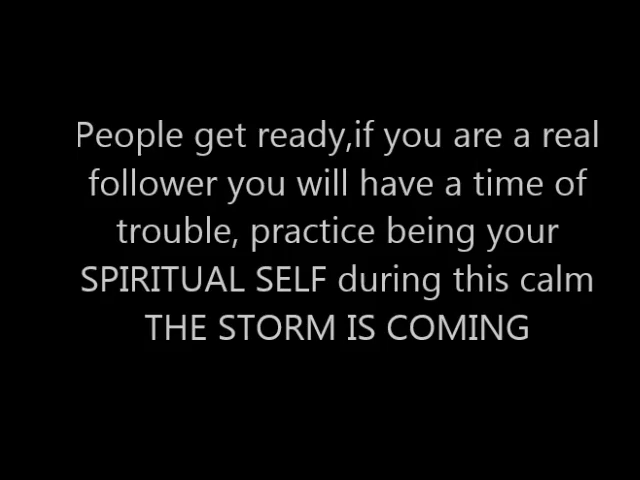 People get ready,if you are a real
follower you will have a time of
trouble, practice being your
SPIRITUAL SELF during this calm
THE STORM IS COMING